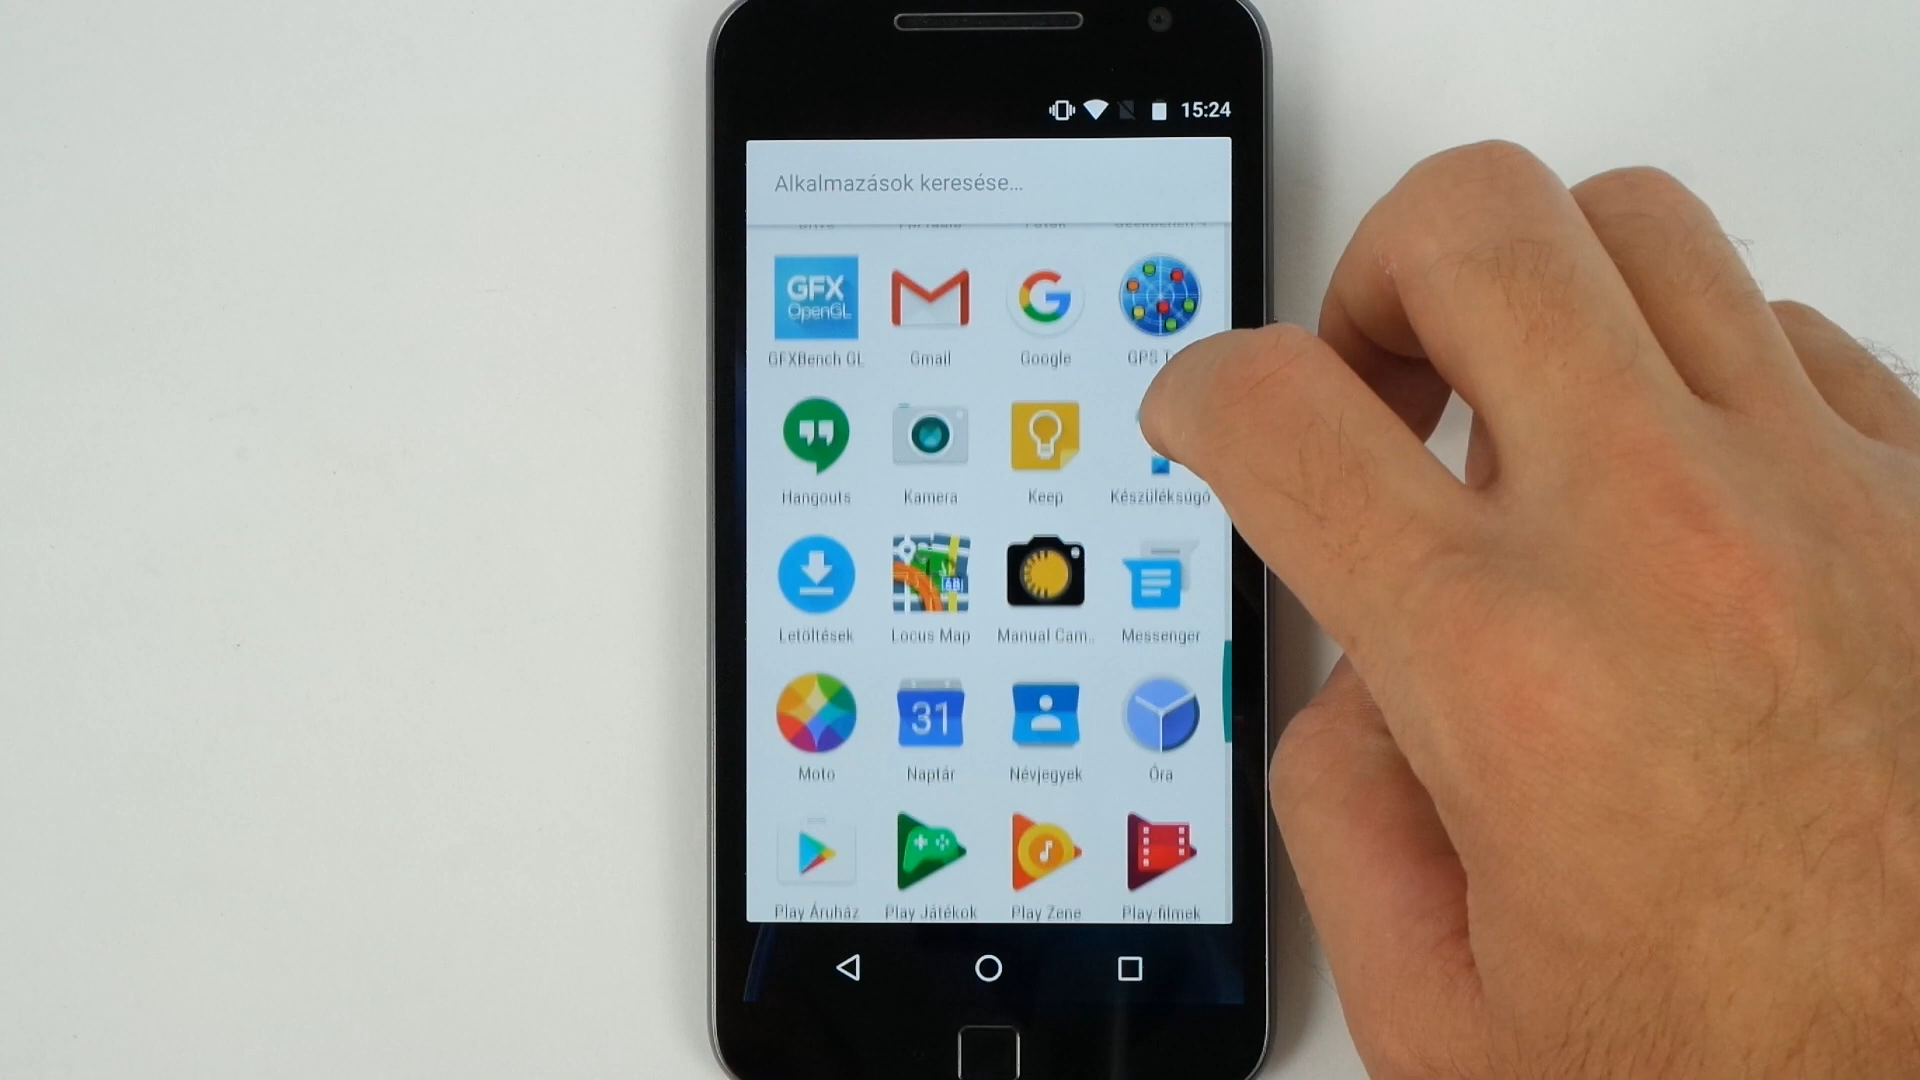 15:24
Alkalmazások keresése...
GFX
OpenGL
GFXBench GL Gmail Google GPS
Hangouts Kamera Keep Készüléksúgó
Letöltések Locus Map Manual Cam.. Messenger
31
Moto Naptár Névjegyek Óra
Play Áruház Play Játékok Play Zene Play-filmek